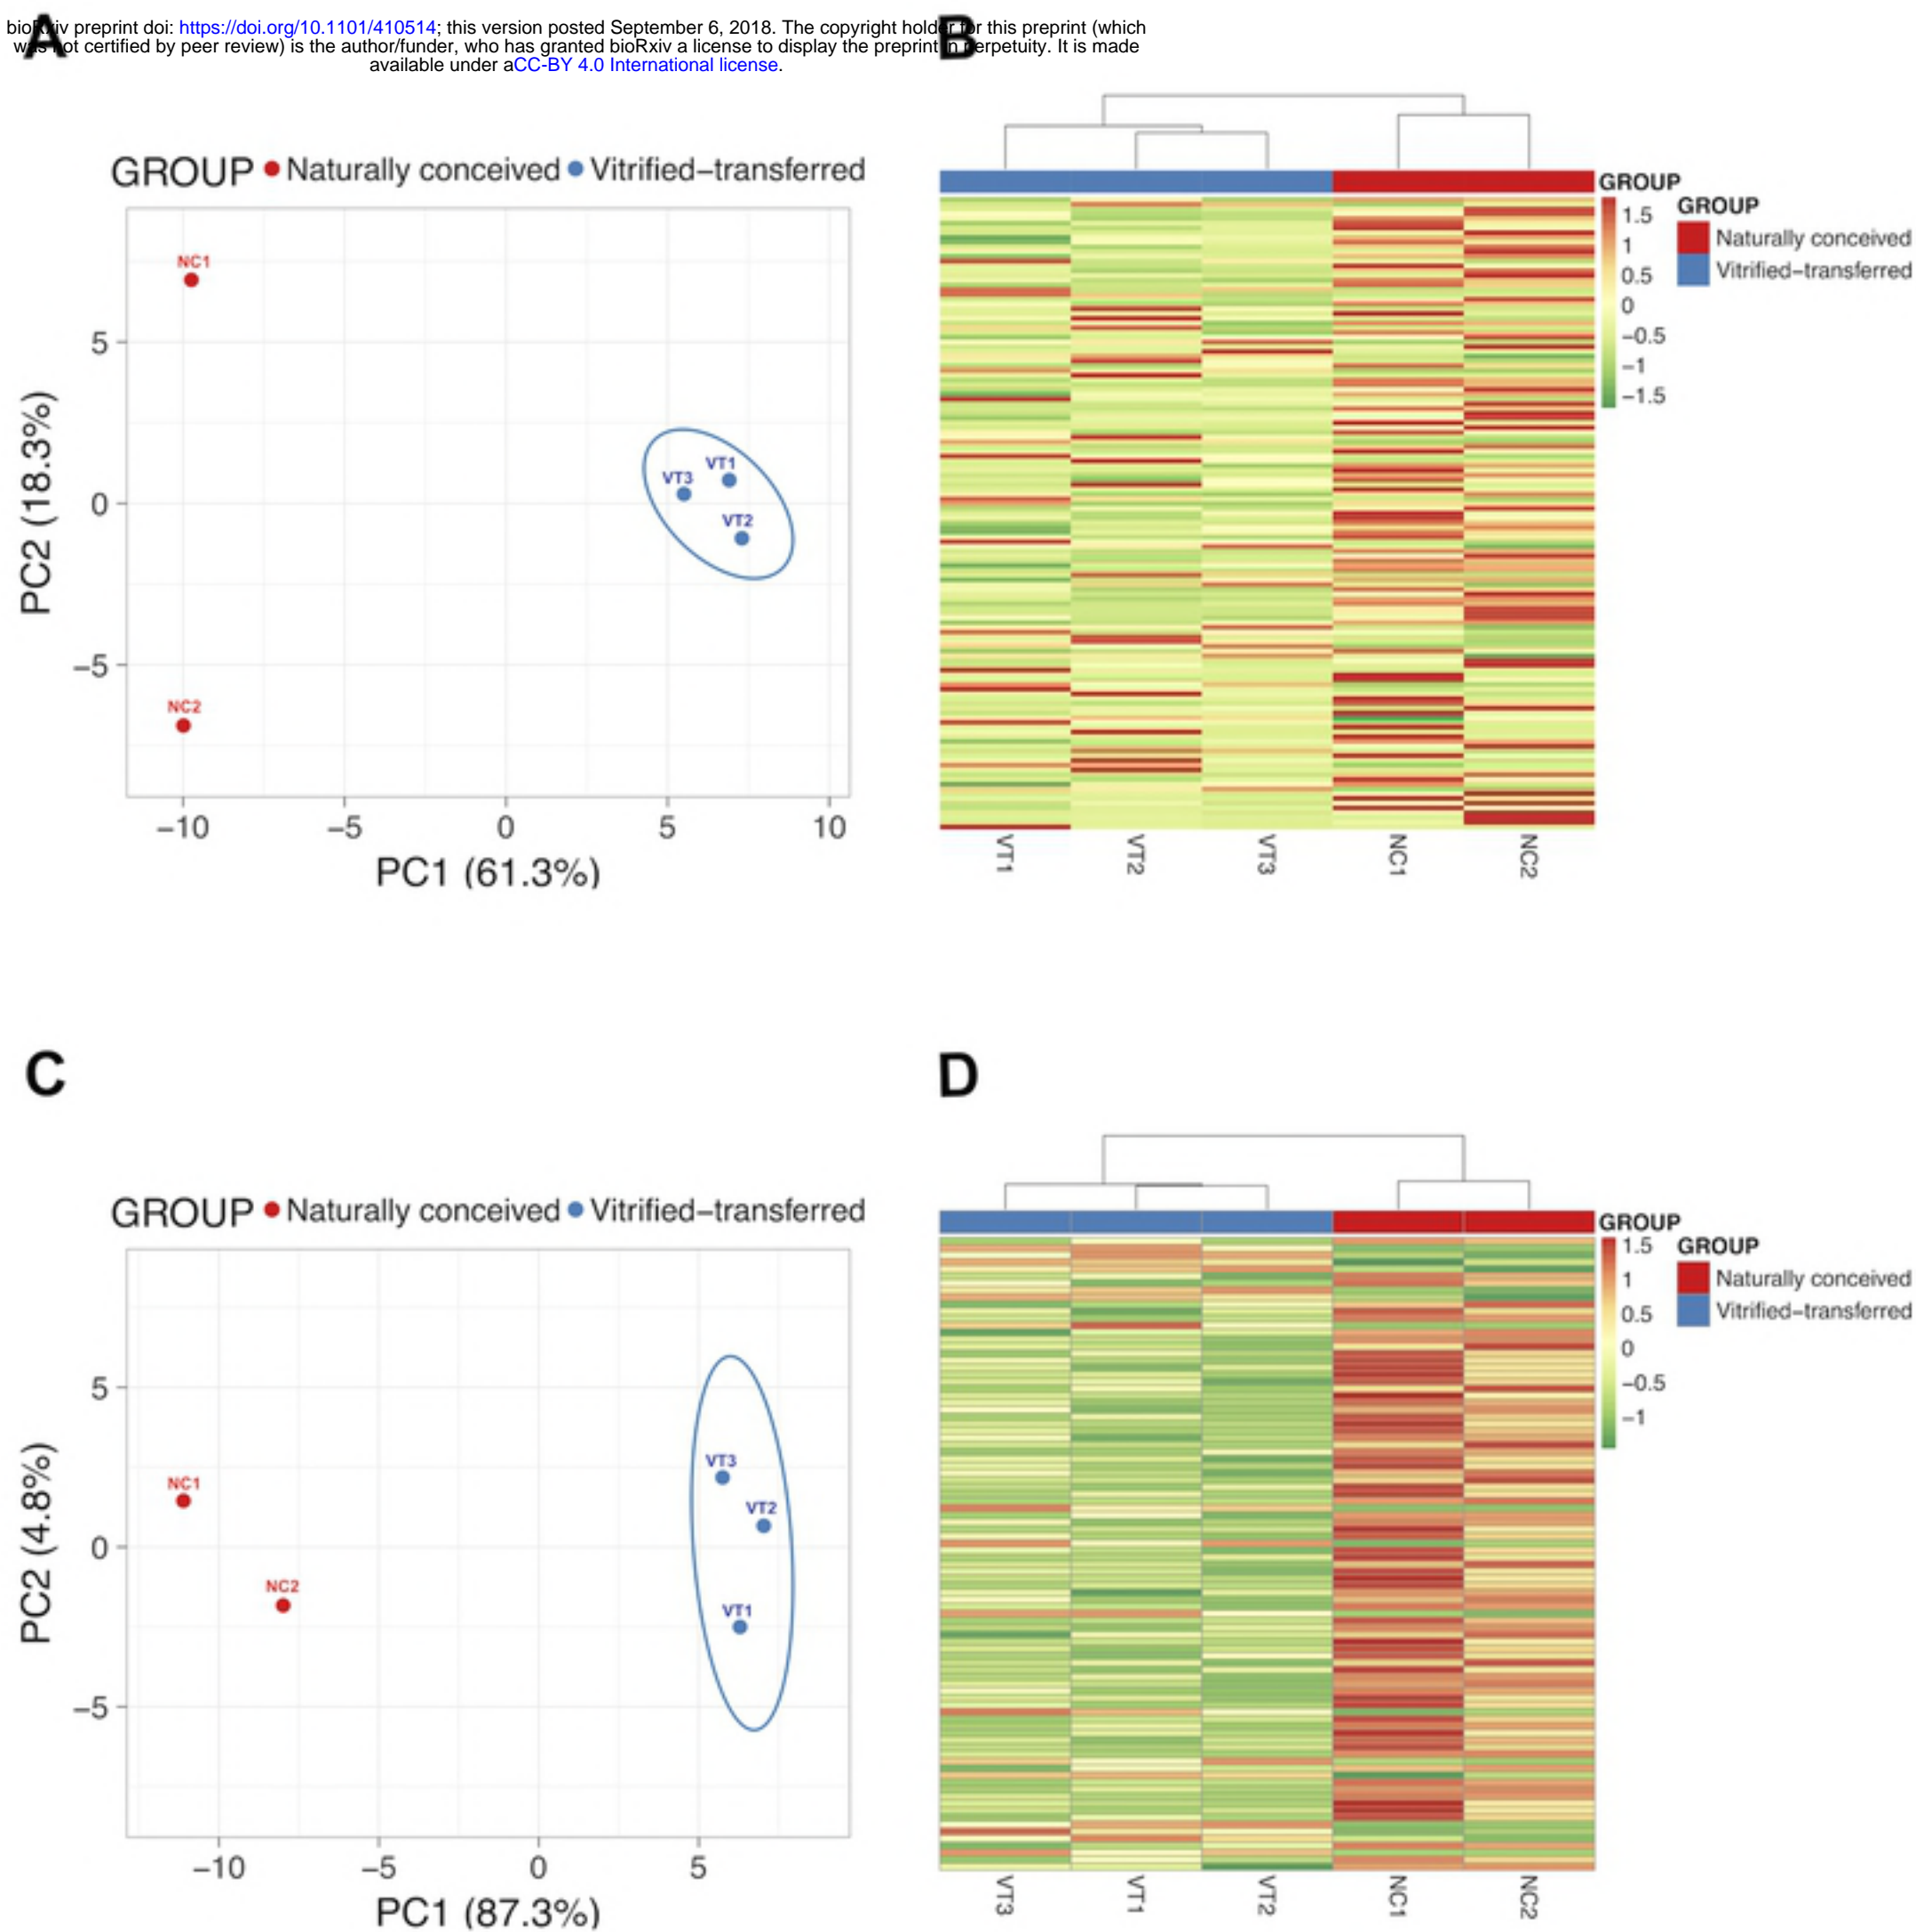 bioRxiv preprint doi: https://doi.org/10.1101/410514; this version posted September 6, 2018. The copyright holder for this preprint (which
was not certified by peer review) is the author/funder, who has granted bioRxiv a license to display the preprint in perpetuity. It is made
available under aCC-BY 4.0 International license.
A
GROUP Naturally conceived Vitrified–transferred
PC2 (18.3%)
5
0
−5
NC1
NC2
VT1
VT3
VT2
−10 −5 0 5 10
PC1 (61.3%)
B
GROUP
1.5
1
0.5
0
−0.5
−1
−1.5
GROUP
Naturally conceived
Vitrified–transferred
VT1 VT2 VT3 NC1 NC2
C
GROUP Naturally conceived Vitrified–transferred
PC2 (4.8%)
5
0
−5
NC1
NC2
VT3
VT2
VT1
−10 −5 0 5
PC1 (87.3%)
D
GROUP
1.5
1
0.5
0
−0.5
−1
GROUP
Naturally conceived
Vitrified–transferred
VT3 VT1 VT2 NC1 NC2